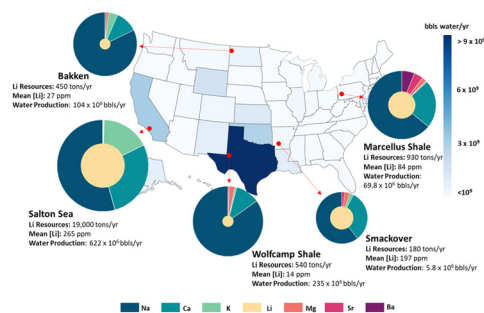 bbls water/yr
> 9 x 10⁹
6 x 10⁹
3 x 10⁹
<10⁹
Bakken
Li Resources: 450 tons/yr
Mean [Li]: 27 ppm
Water Production: 104 x 10⁶ bbls/yr
Marcellus Shale
Li Resources: 930 tons/yr
Mean [Li]: 84 ppm
Water Production:
69.8 x 10⁶ bbls/yr
Salton Sea
Li Resources: 19,000 tons/yr
Mean [Li]: 265 ppm
Water Production: 622 x 10⁶ bbls/yr
Wolfcamp Shale
Li Resources: 540 tons/yr
Mean [Li]: 14 ppm
Water Production: 235 x 10⁶ bbls/yr
Smackover
Li Resources: 180 tons/yr
Mean [Li]: 197 ppm
Water Production: 5.8 x 10⁶ bbls/yr
Na Ca K Li Mg Sr Ba